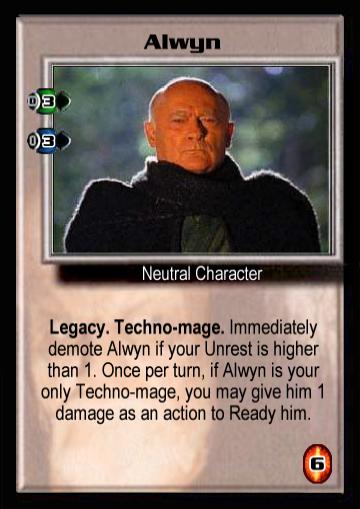 Alwyn
3
3
Neutral Character
Legacy. Techno-mage. Immediately
demote Alwyn if your Unrest is higher
than 1. Once per turn, if Alwyn is your
only Techno-mage, you may give him 1
damage as an action to Ready him.
6